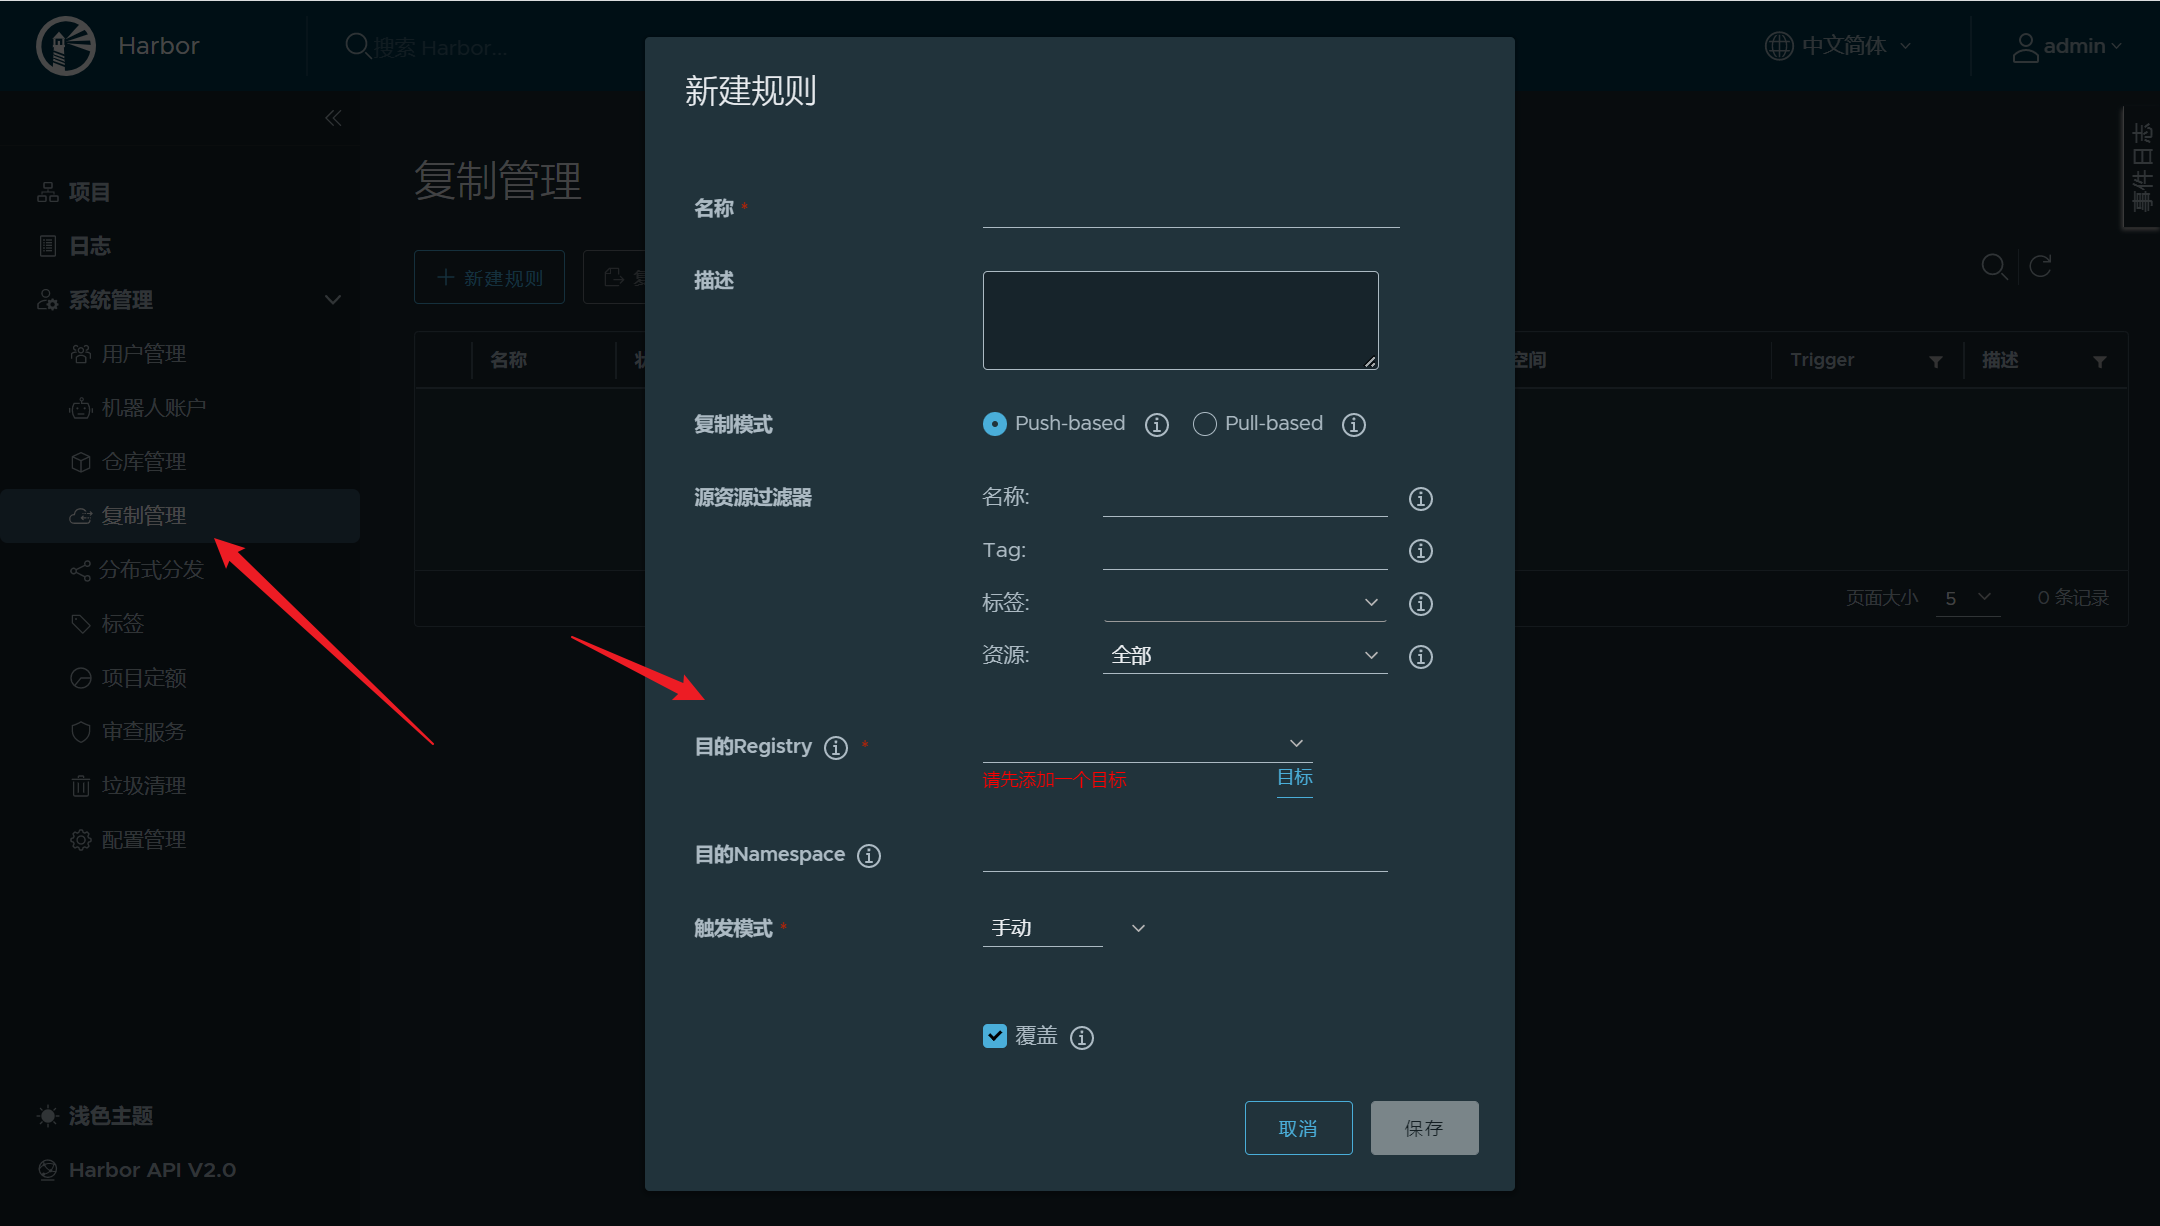 Harbor
搜索 Harbor...
中文简体
admin
事件日志
项目
日志
系统管理
用户管理
机器人账户
仓库管理
复制管理
分布式分发
标签
项目定额
审查服务
垃圾清理
配置管理
浅色主题
Harbor API V2.0
复制管理
新建规则
名称
空间
Trigger
描述
页面大小 5 0 条记录
新建规则
名称 *
描述
复制模式 Push-based Pull-based
源资源过滤器 名称:
Tag:
标签:
资源: 全部
目的Registry *
请先添加一个目标 目标
目的Namespace
触发模式 * 手动
覆盖
取消 保存